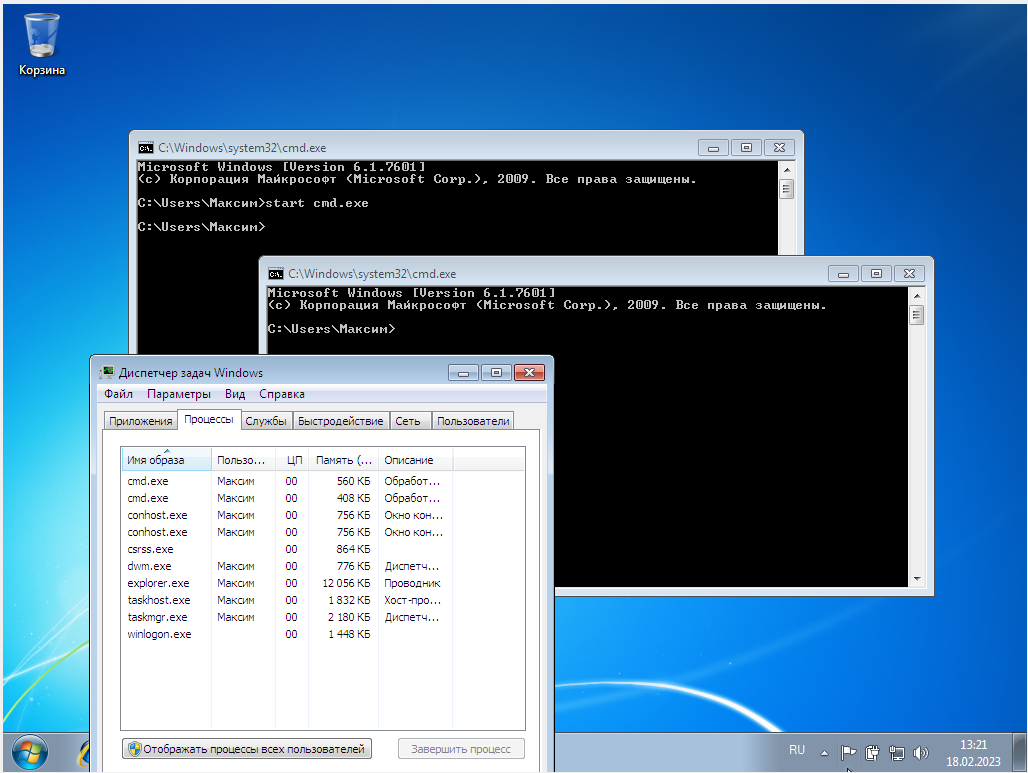 Корзина
C:\Windows\system32\cmd.exe
Microsoft Windows [Version 6.1.7601]
(c) Корпорация Майкрософт (Microsoft Corp.), 2009. Все права защищены.
C:\Users\Максим>start cmd.exe
C:\Users\Максим>
C:\Windows\system32\cmd.exe
Microsoft Windows [Version 6.1.7601]
(c) Корпорация Майкрософт (Microsoft Corp.), 2009. Все права защищены.
C:\Users\Максим>
Диспетчер задач Windows
Файл Параметры Вид Справка
Приложения Процессы Службы Быстродействие Сеть Пользователи
Имя образа Пользо... ЦП Память (... Описание
cmd.exe Максим 00 560 КБ Обработ...
cmd.exe Максим 00 408 КБ Обработ...
conhost.exe Максим 00 756 КБ Окно кон...
conhost.exe Максим 00 756 КБ Окно кон...
csrss.exe 00 864 КБ
dwm.exe Максим 00 776 КБ Диспетч...
explorer.exe Максим 00 12 056 КБ Проводник
taskhost.exe Максим 00 1 832 КБ Хост-про...
taskmgr.exe Максим 00 2 180 КБ Диспетч...
winlogon.exe 00 1 448 КБ
Отображать процессы всех пользователей Завершить процесс
RU 13:21
18.02.2023